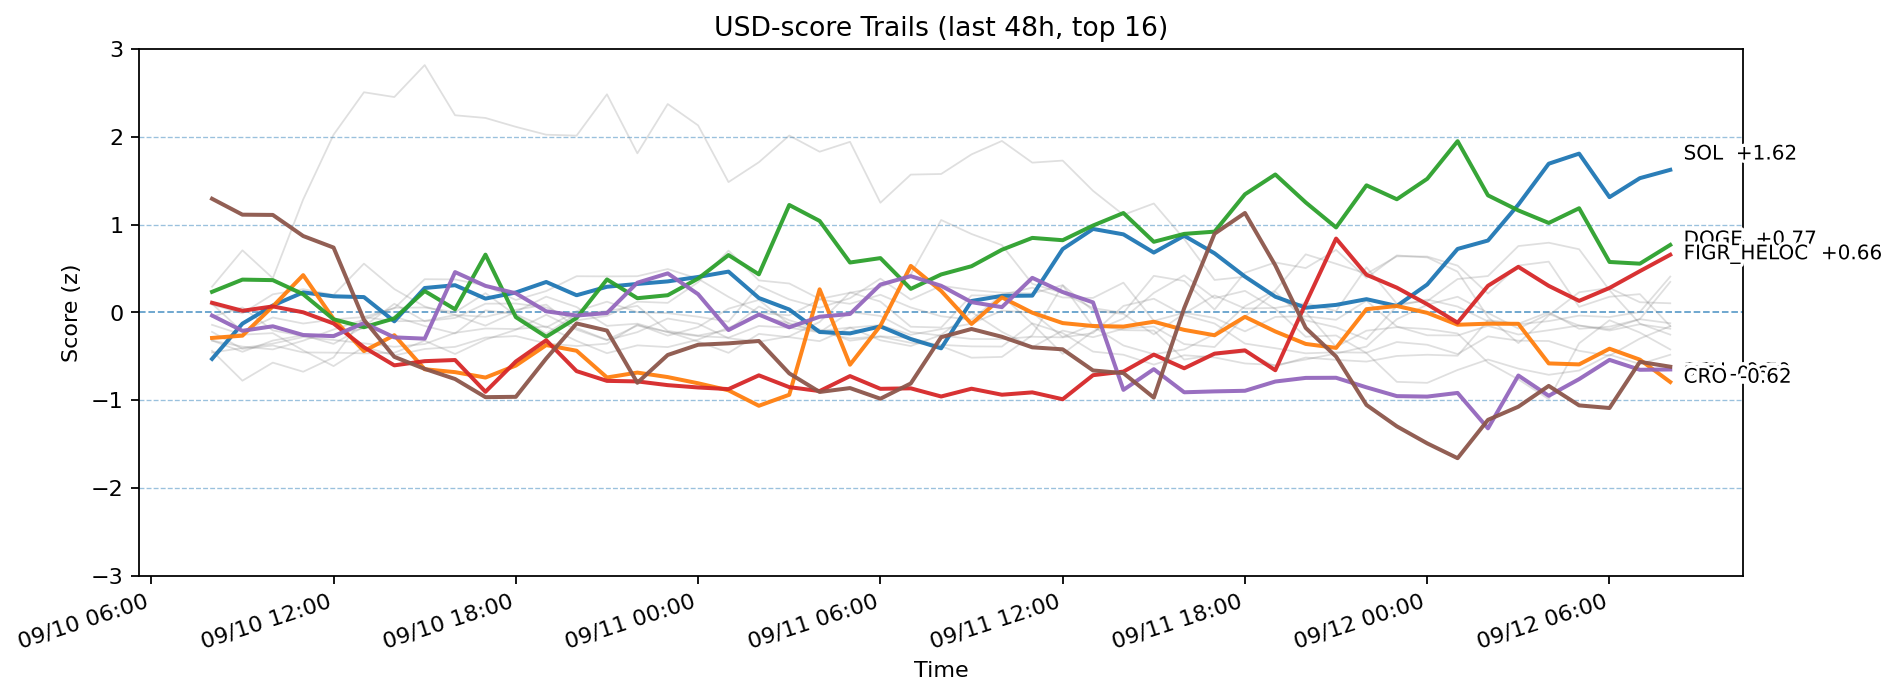 USD-score Trails (last 48h, top 16)
Score (z)
3
2
1
0
−1
−2
−3
SOL +1.62
DOGE +0.77
FIGR_HELOC +0.66
CRO -0.62
09/10 06:00
09/10 12:00
09/10 18:00
09/11 00:00
09/11 06:00
09/11 12:00
09/11 18:00
09/12 00:00
09/12 06:00
Time